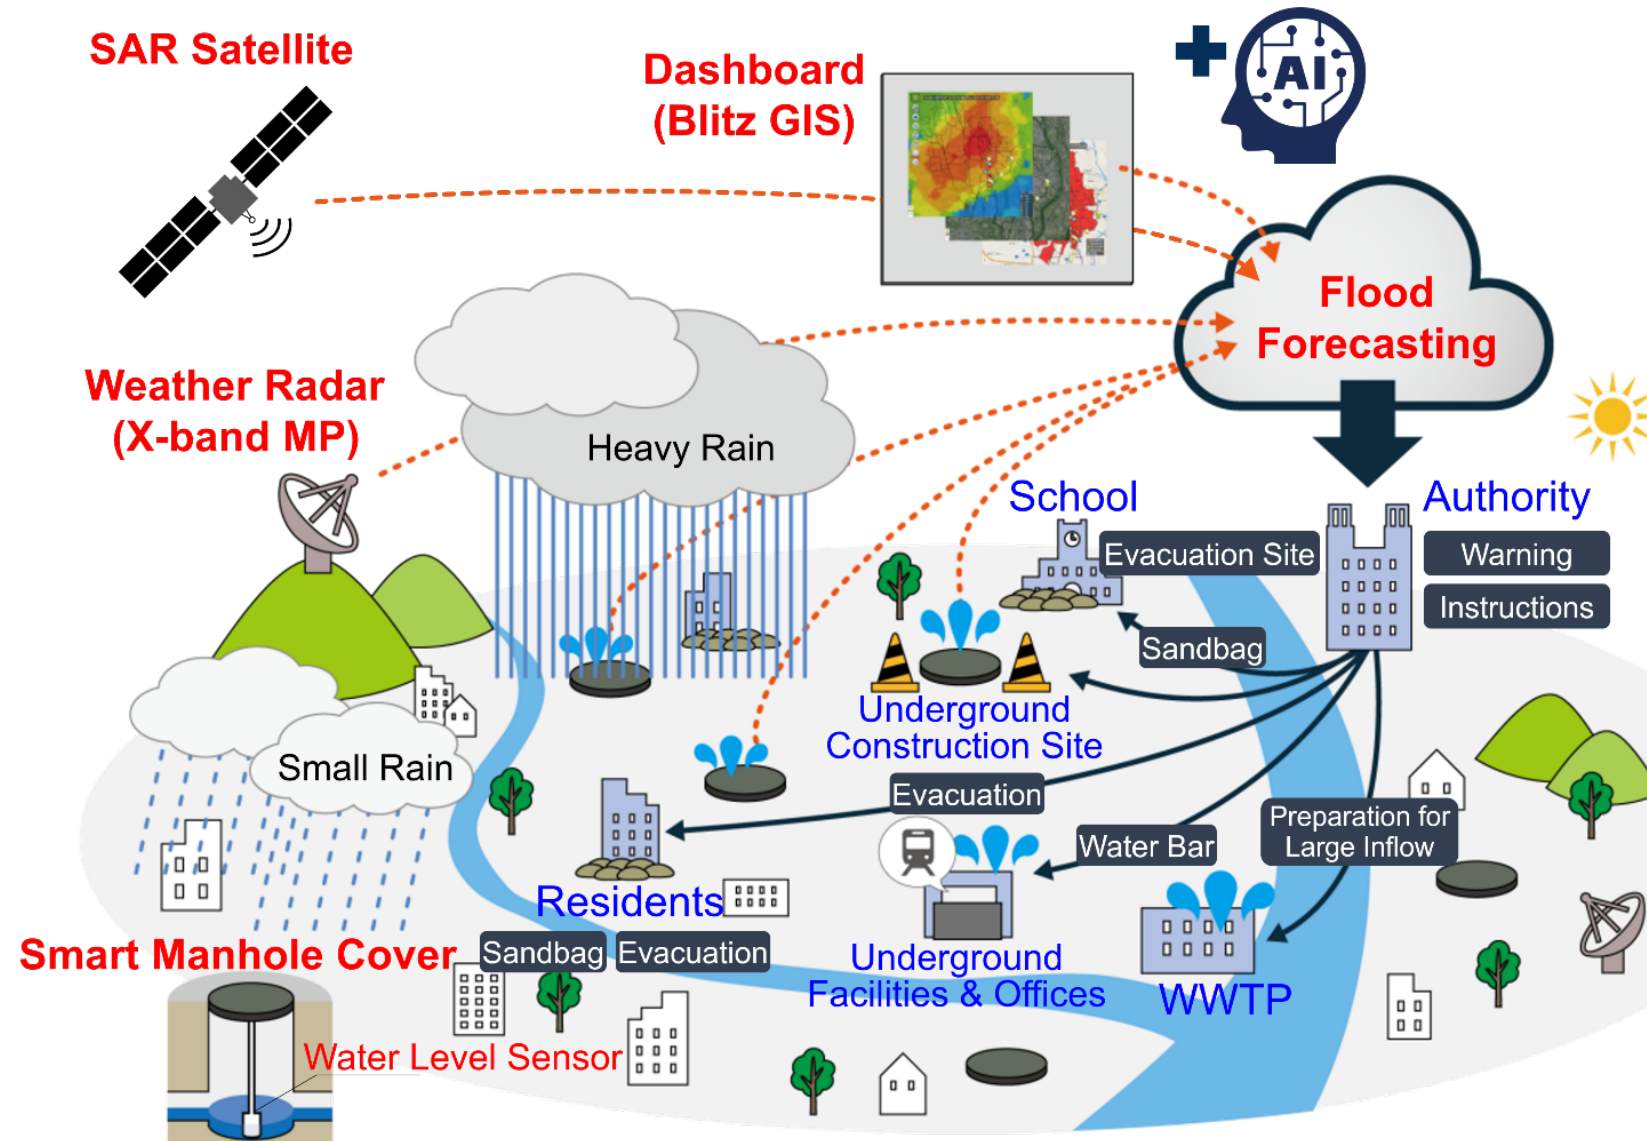 SAR Satellite
Dashboard
(Blitz GIS)
AI
Flood
Forecasting
Weather Radar
(X-band MP)
Heavy Rain
School
Evacuation Site
Authority
Warning
Instructions
Sandbag
Underground
Construction Site
Small Rain
Evacuation
Water Bar
Preparation for
Large Inflow
Residents
Sandbag
Evacuation
Underground
Facilities & Offices
WWTP
Smart Manhole Cover
Water Level Sensor